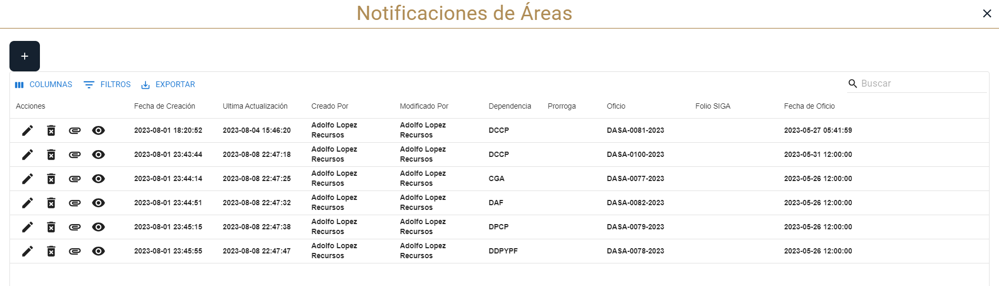 Notificaciones de Áreas
+
COLUMNAS FILTROS EXPORTAR Buscar
Acciones Fecha de Creación Ultima Actualización Creado Por Modificado Por Dependencia Prorroga Oficio Folio SIGA Fecha de Oficio
2023-08-01 18:20:52 2023-08-04 15:46:20 Adolfo Lopez Recursos Adolfo Lopez Recursos DCCP DASA-0081-2023 2023-05-27 05:41:59
2023-08-01 23:43:44 2023-08-08 22:47:18 Adolfo Lopez Recursos Adolfo Lopez Recursos DCCP DASA-0100-2023 2023-05-31 12:00:00
2023-08-01 23:44:14 2023-08-08 22:47:25 Adolfo Lopez Recursos Adolfo Lopez Recursos CGA DASA-0077-2023 2023-05-26 12:00:00
2023-08-01 23:44:51 2023-08-08 22:47:32 Adolfo Lopez Recursos Adolfo Lopez Recursos DAF DASA-0082-2023 2023-05-26 12:00:00
2023-08-01 23:45:15 2023-08-08 22:47:38 Adolfo Lopez Recursos Adolfo Lopez Recursos DPCP DASA-0079-2023 2023-05-26 12:00:00
2023-08-01 23:45:55 2023-08-08 22:47:47 Adolfo Lopez Recursos Adolfo Lopez Recursos DDPYPF DASA-0078-2023 2023-05-26 12:00:00